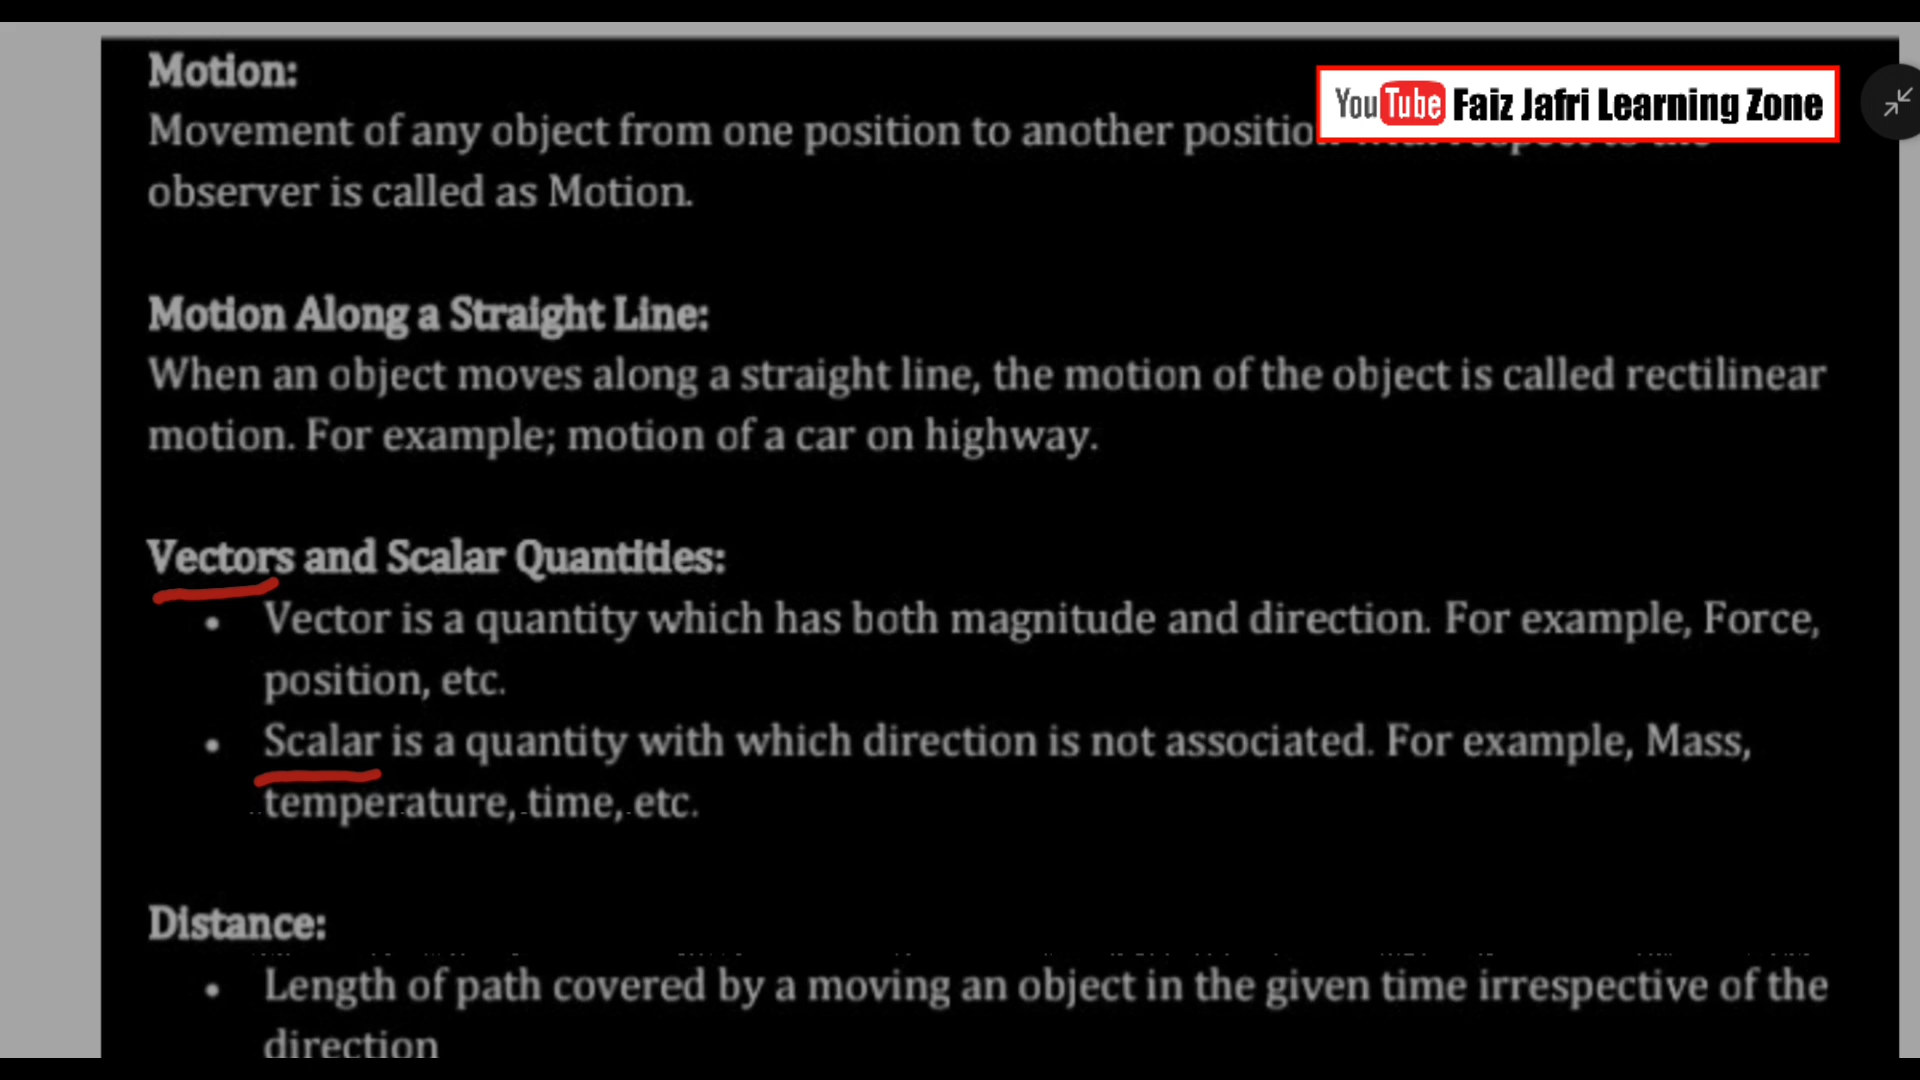 Motion:
YouTube Faiz Jafri Learning Zone
Movement of any object from one position to another positio
observer is called as Motion.
Motion Along a Straight Line:
When an object moves along a straight line, the motion of the object is called rectilinear
motion. For example; motion of a car on highway.
Vectors and Scalar Quantities:
• Vector is a quantity which has both magnitude and direction. For example, Force,
position, etc.
• Scalar is a quantity with which direction is not associated. For example, Mass,
temperature, time, etc.
Distance:
• Length of path covered by a moving an object in the given time irrespective of the
direction